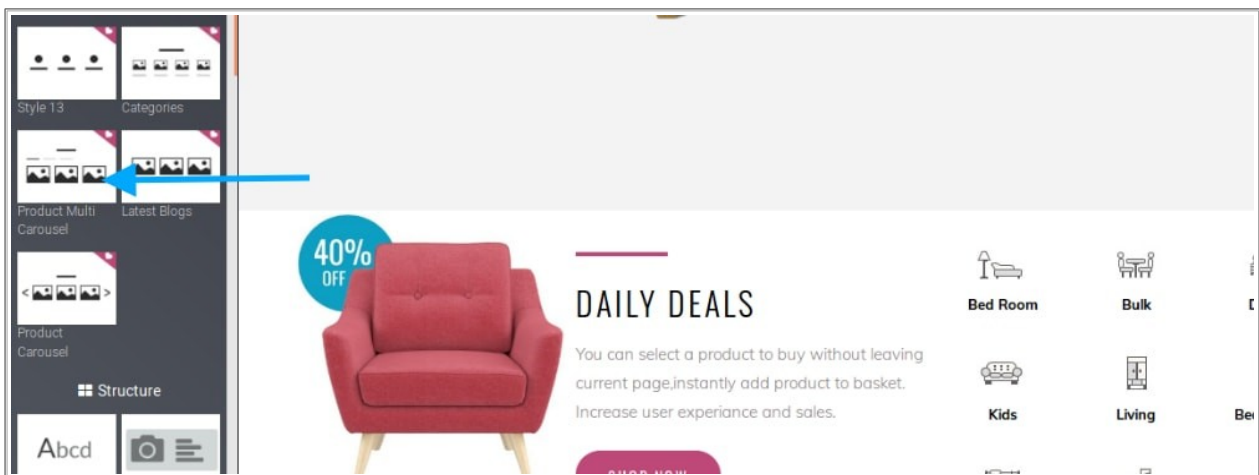 Style 13
Categories
Product Multi
Carousel
Latest Blogs
Product
Carousel
Structure
Abcd
40%
OFF
DAILY DEALS
You can select a product to buy without leaving
current page,instantly add product to basket.
Increase user experiance and sales.
SHOP NOW
Bed Room
Bulk
Kids
Living